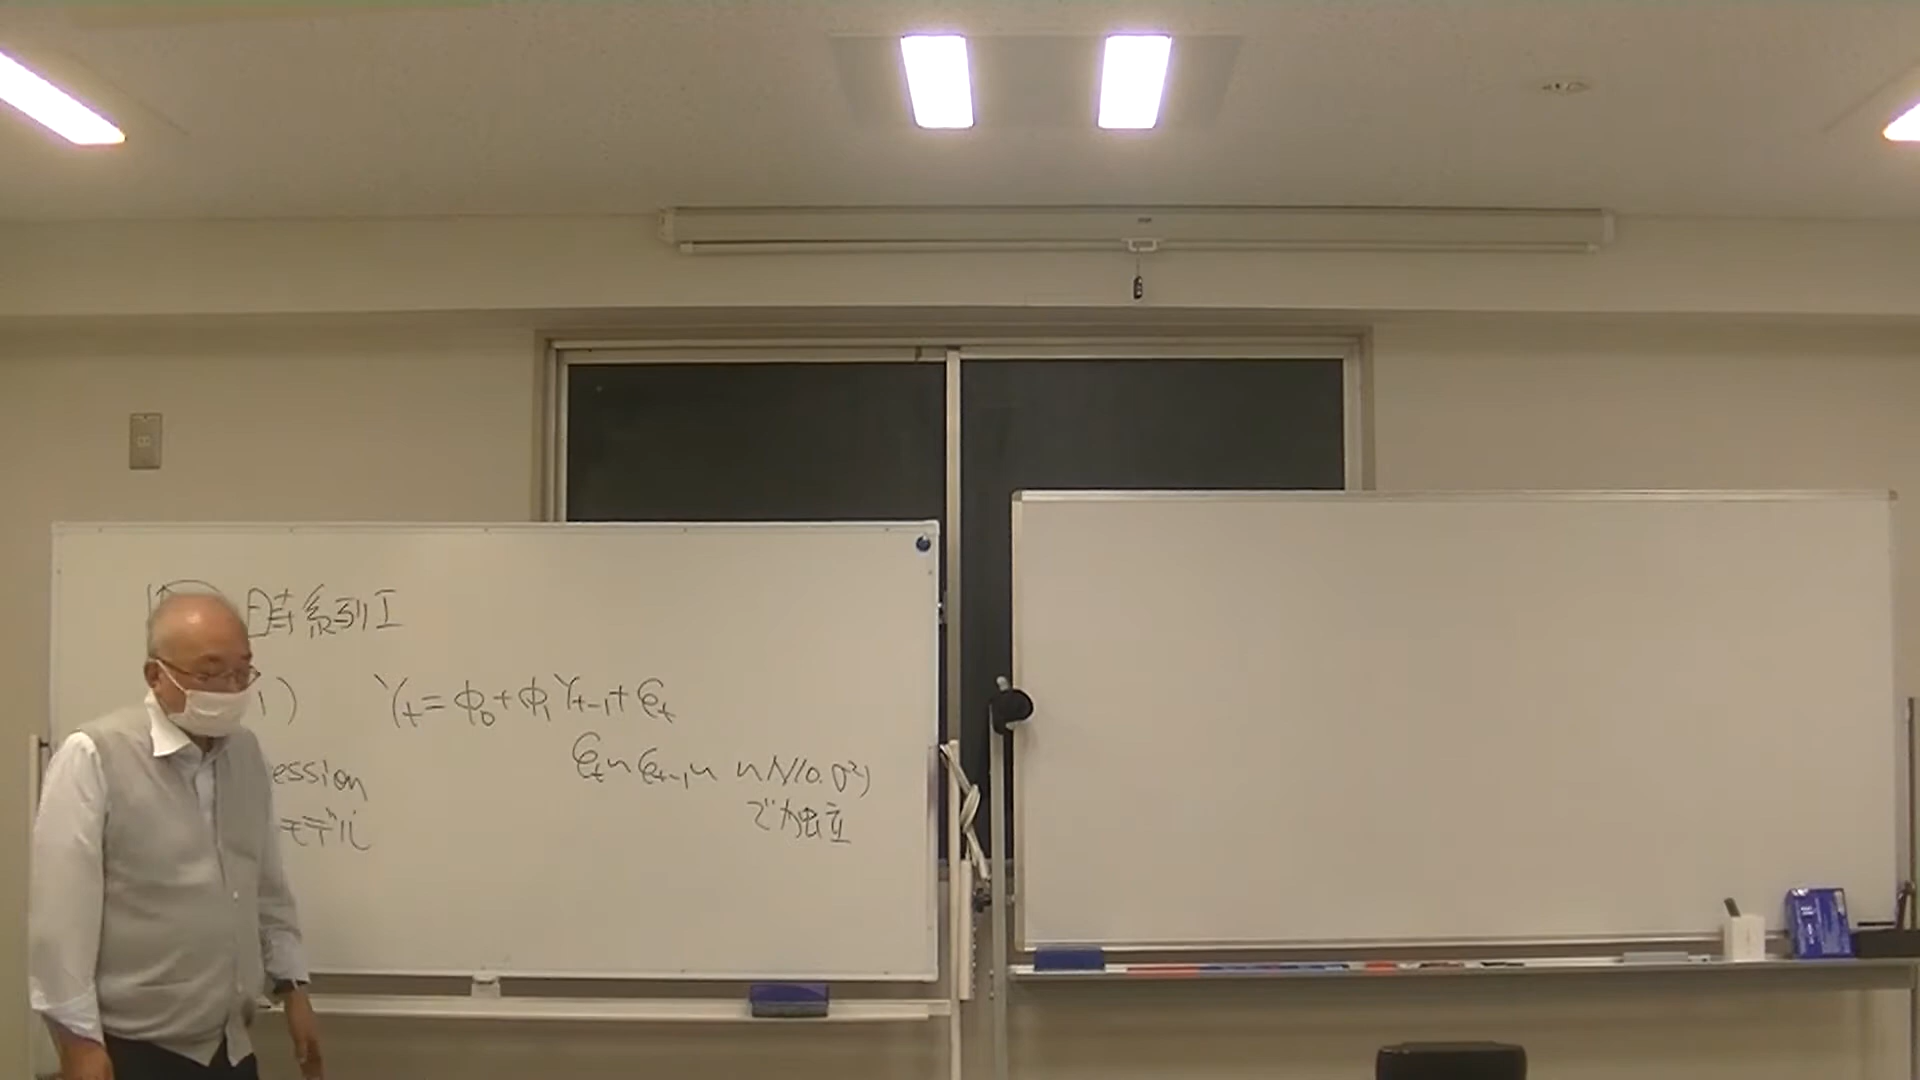 時系列I
1) Yt = φ0 + φ1 Yt-1 + εt
ession
εt, εt-1, N(0, σ²)
モデル
で独立